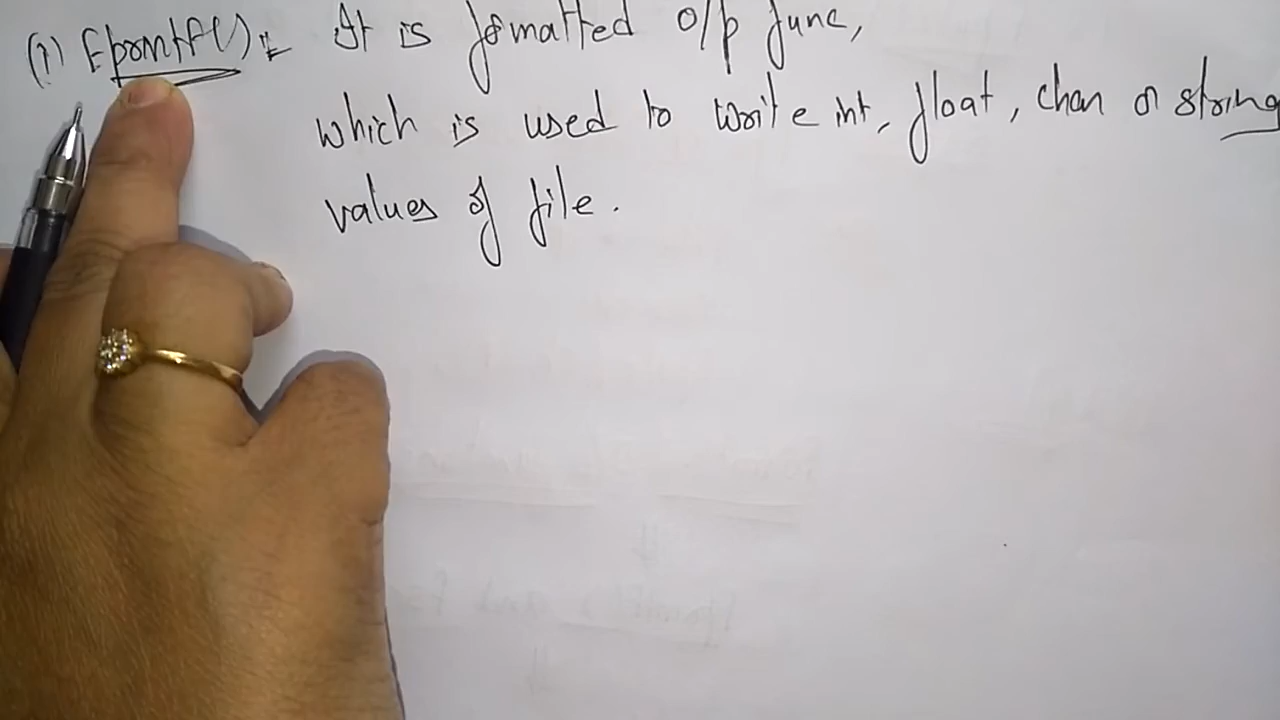 (1) fprintf() :- It is formatted o/p func,
which is used to write int, float, char or string
values of file.